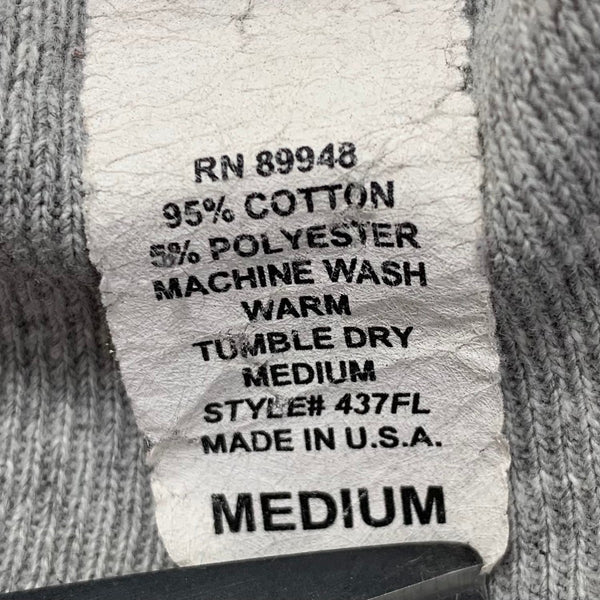 RN 89948
95% COTTON
5% POLYESTER
MACHINE WASH
WARM
TUMBLE DRY
MEDIUM
STYLE# 437FL
MADE IN U.S.A.
MEDIUM